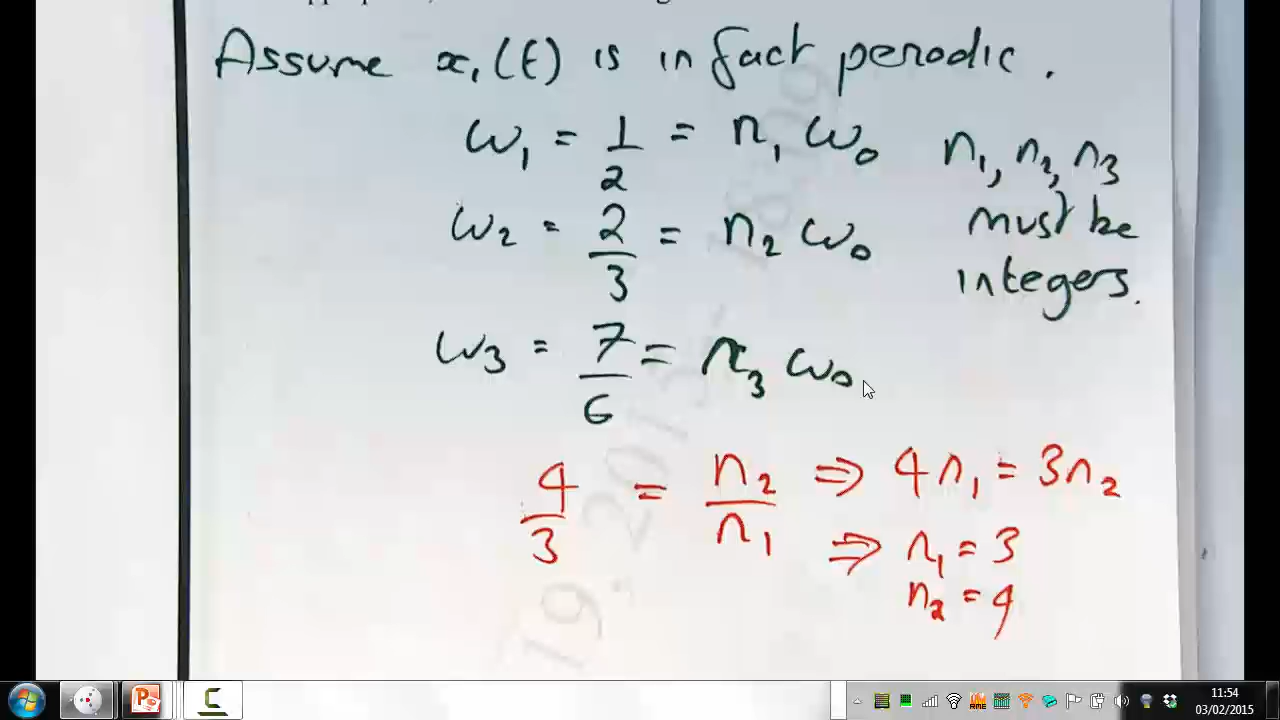 Assume x₁(t) is in fact periodic.
ω₁ = 1/2 = n₁ ω₀ n₁, n₂, n₃
must be
ω₂ = 2/3 = n₂ ω₀ integers.
ω₃ = 7/6 = n₃ ω₀
4/3 = n₂/n₁ ⇒ 4n₁ = 3n₂
⇒ n₁ = 3
n₂ = 4
11:54
03/02/2015